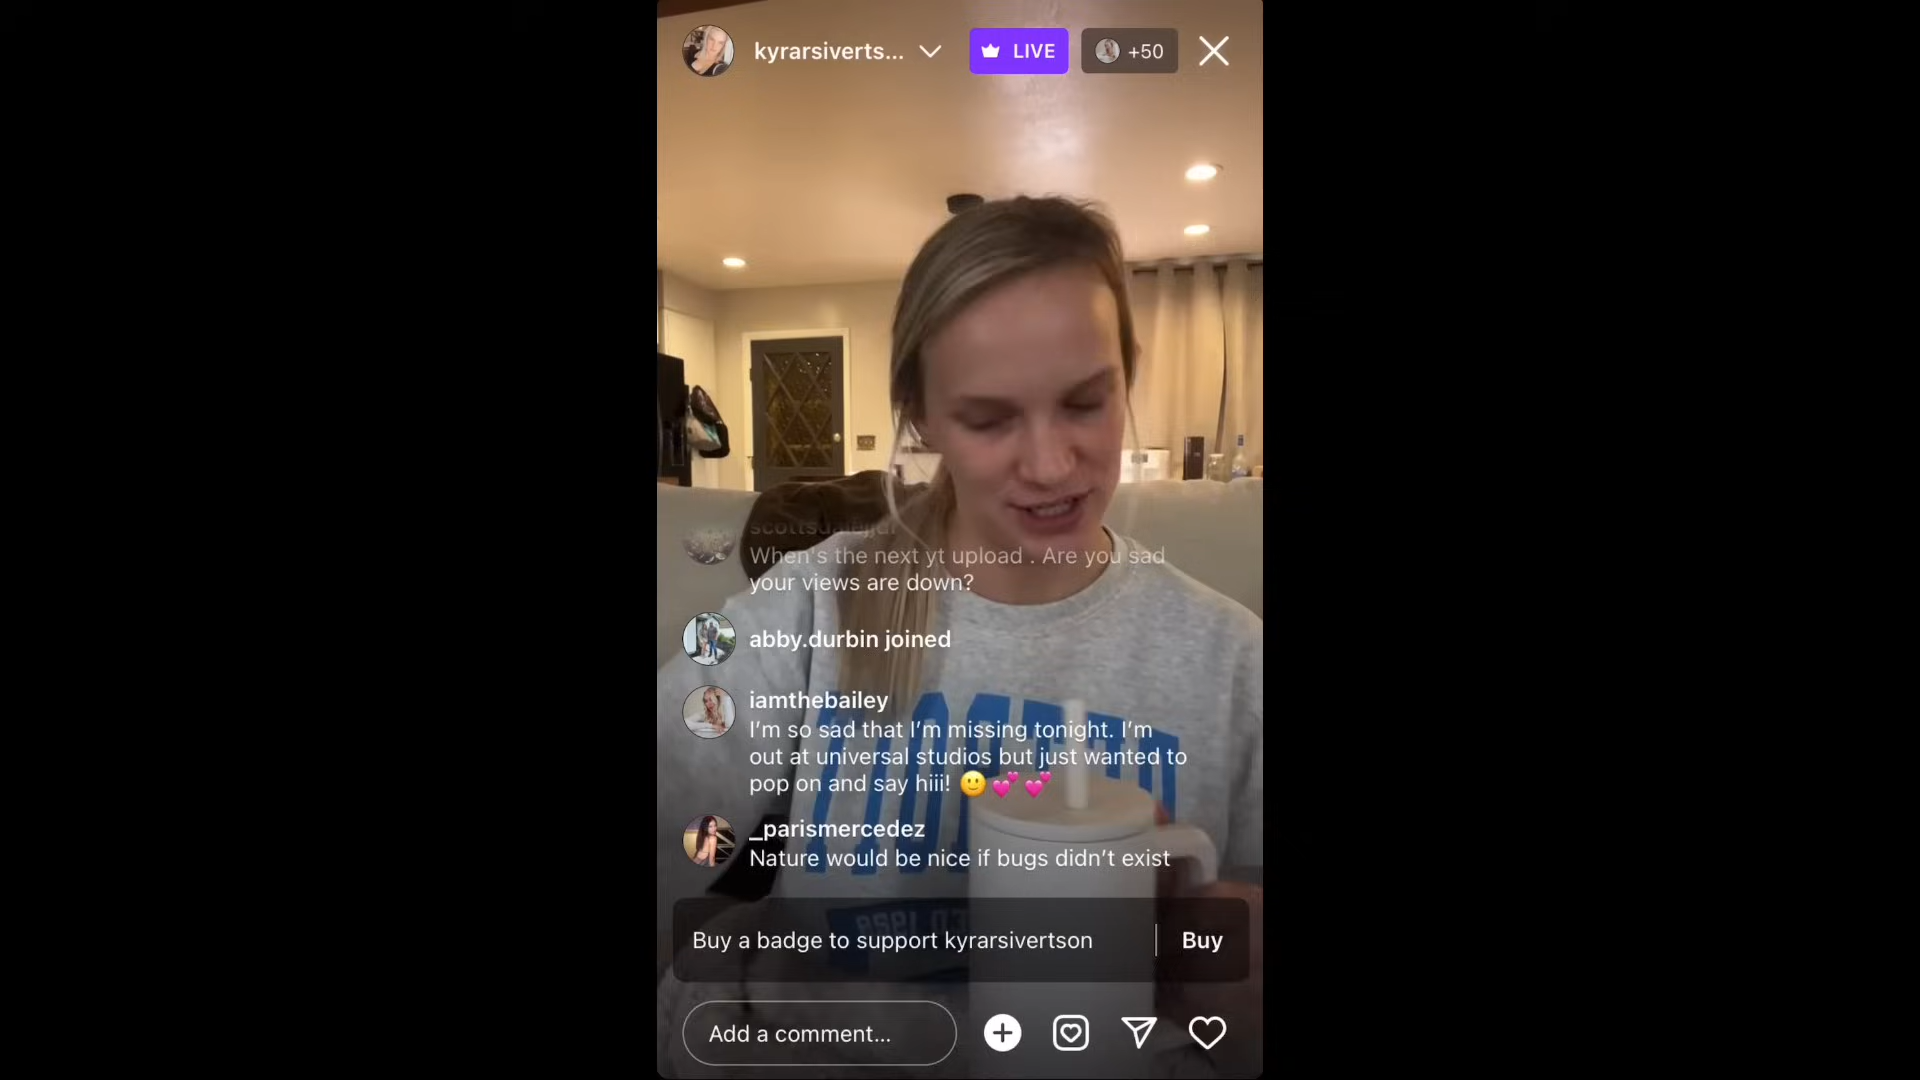 kyrarsiverts...
LIVE
+50
When's the next yt upload . Are you sad
your views are down?
abby.durbin joined
iamthebailey
I’m so sad that I’m missing tonight. I’m
out at universal studios but just wanted to
pop on and say hiii! 🙂💕💕
_parismercedez
Nature would be nice if bugs didn’t exist
Buy a badge to support kyrarsivertson
Buy
Add a comment...